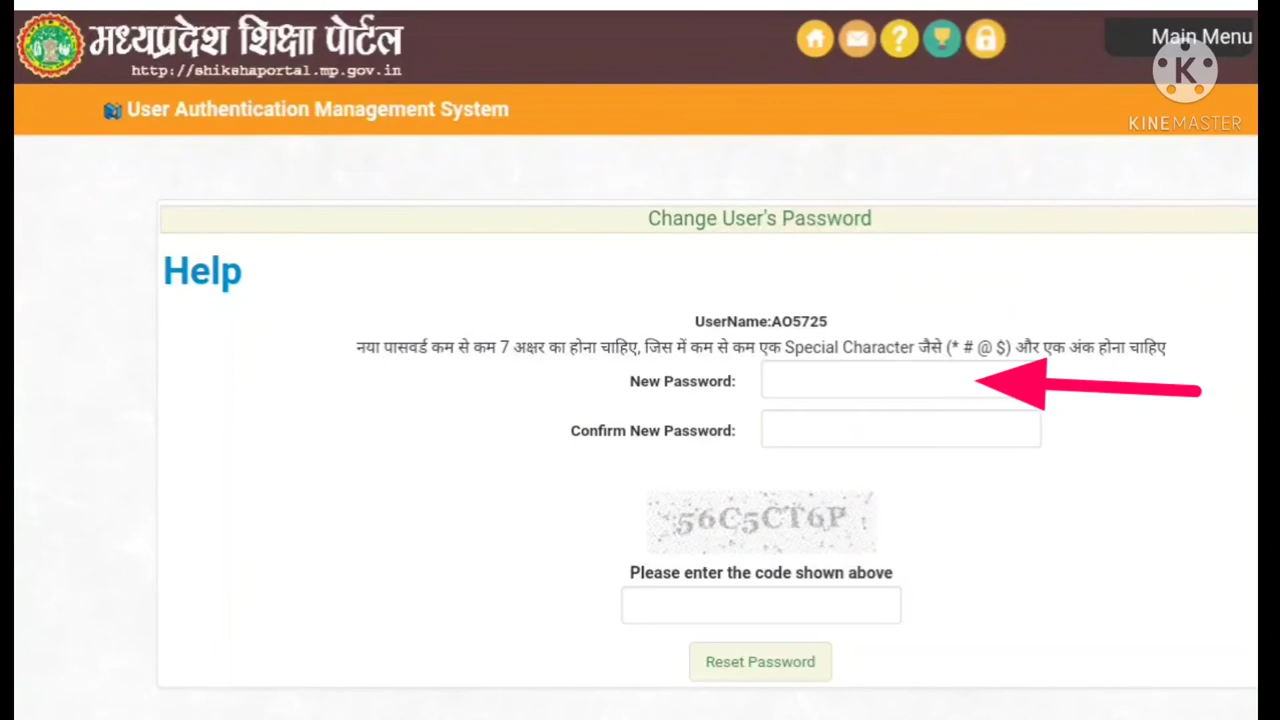 मध्यप्रदेश शिक्षा पोर्टल
http://shikshaportal.mp.gov.in
?
Main Menu
K
KINEMASTER
User Authentication Management System
Change User's Password
Help
UserName:AO5725
नया पासवर्ड कम से कम 7 अक्षर का होना चाहिए, जिस में कम से कम एक Special Character जैसे (* # @ $) और एक अंक होना चाहिए
New Password:
Confirm New Password:
56C5CT6P
Please enter the code shown above
Reset Password